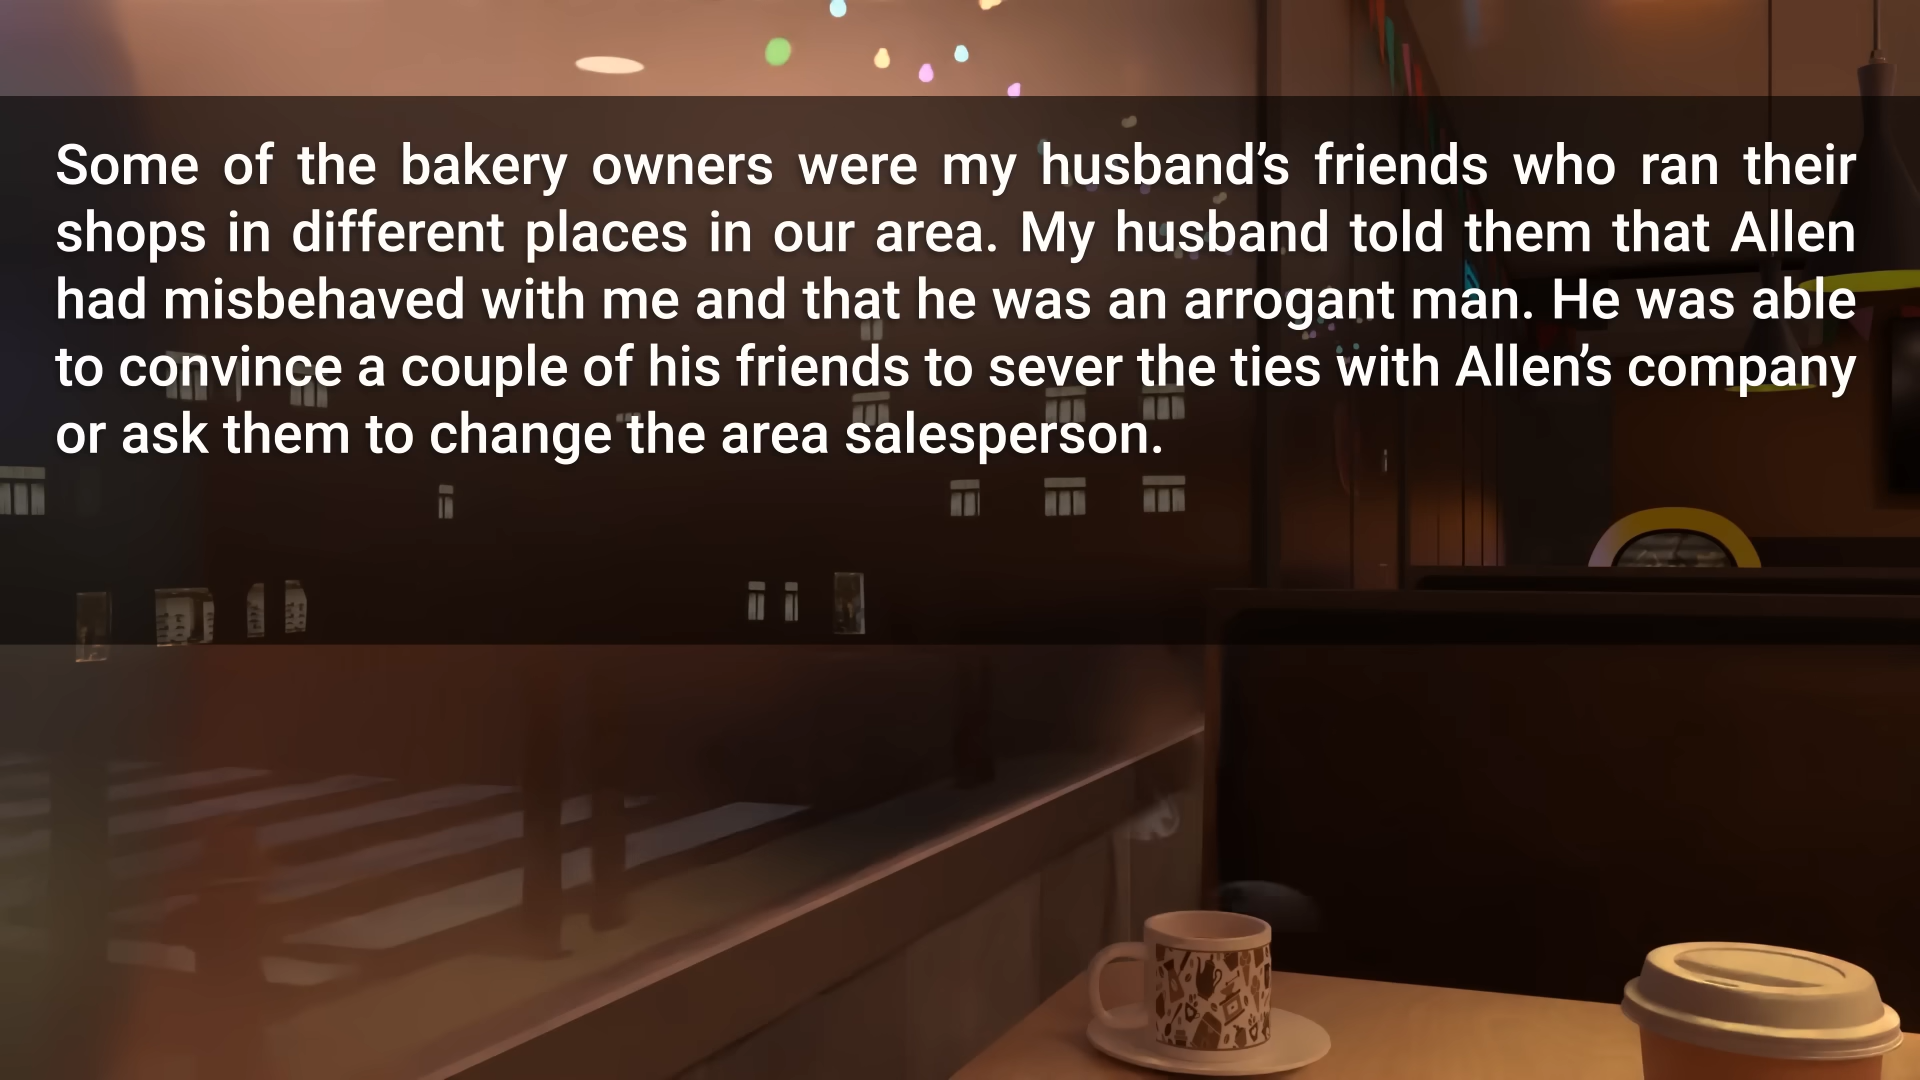 Some of the bakery owners were my husband’s friends who ran their
shops in different places in our area. My husband told them that Allen
had misbehaved with me and that he was an arrogant man. He was able
to convince a couple of his friends to sever the ties with Allen’s company
or ask them to change the area salesperson.